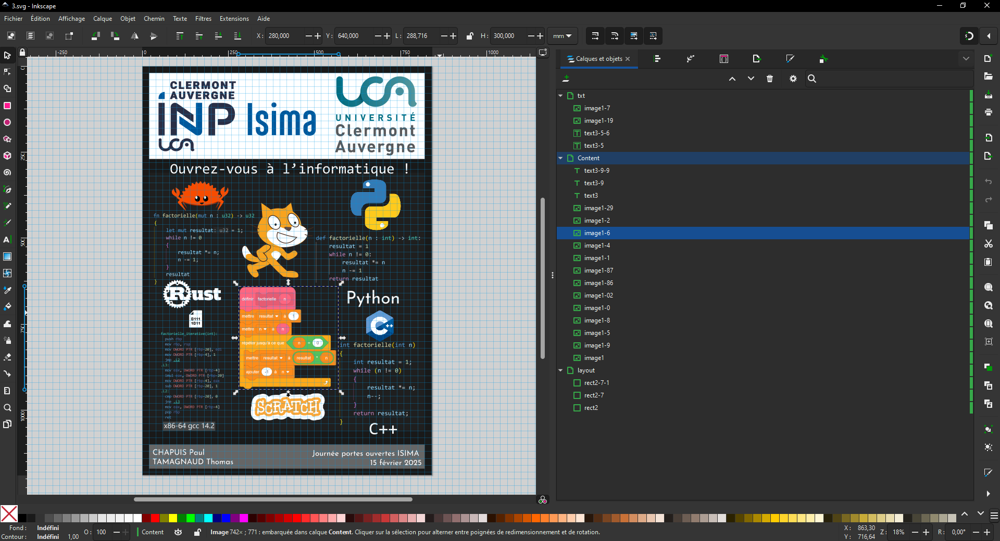 3.svg - Inkscape
Fichier Édition Affichage Calque Objet Chemin Texte Filtres Extensions Aide
X : 280,000 Y : 640,000 L : 288,716 H : 300,000 mm
-250 0 250 500 750 1000
Calques et objets
txt
image1-7
image1-19
text3-5-6
text3-5
Content
text3-9-9
text3-9
text3
image1-29
image1-2
image1-6
image1-4
image1-1
image1-87
image1-86
image1-02
image1-0
image1-8
image1-5
image1-9
image1
layout
rect2-7-1
rect2-7
rect2
0
250
500
750
1000
CLERMONT
AUVERGNE
INP
UCA
Isima
UCA
UNIVERSITÉ
Clermont
Auvergne
Ouvrez-vous à l'informatique !
fn factorielle(mut n : u32) -> u32
{
let mut resultat: u32 = 1;
while n != 0
{
resultat *= n;
n -= 1;
}
resultat
}
Rust
def factorielle(n : int) -> int:
resultat = 1
while n != 0:
resultat *= n
n -= 1
return resultat
Python
définir factorielle n
mettre resultat à 1
mettre n à n
répéter jusqu'à ce que n = 0
mettre resultat à resultat * n
ajouter -1 à n
SCRATCH
0111
1011
factorielle_iterative(int):
push rbp
mov rbp, rsp
mov DWORD PTR [rbp-20], edi
mov DWORD PTR [rbp-4], 1
jmp .L2
.L3:
mov eax, DWORD PTR [rbp-4]
imul eax, DWORD PTR [rbp-20]
mov DWORD PTR [rbp-4], eax
sub DWORD PTR [rbp-20], 1
.L2:
cmp DWORD PTR [rbp-20], 0
jne .L3
mov eax, DWORD PTR [rbp-4]
pop rbp
ret
x86-64 gcc 14.2
C++
int factorielle(int n)
{
int resultat = 1;
while (n != 0)
{
resultat *= n;
n--;
}
return resultat;
}
C++
CHAPUIS Paul
TAMAGNAUD Thomas
Journée portes ouvertes ISIMA
15 février 2025
Fond : Indéfini
Contour : Indéfini 1,00
O : 100
Content
Image 742× ; 771 : embarquée dans calque Content. Cliquer sur la sélection pour alterner entre poignées de redimensionnement et de rotation.
X : 863,30
Y : 716,64
Z : 18%
R : 0,00°